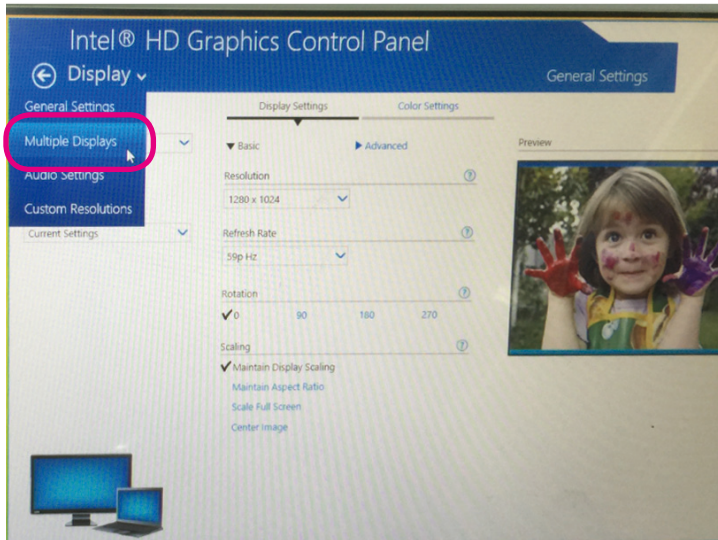 Intel® HD Graphics Control Panel
Display
General Settings
General Settings
Multiple Displays
Audio Settings
Custom Resolutions
Current Settings
Display Settings
Color Settings
Basic
Advanced
Resolution
1280 x 1024
Refresh Rate
59p Hz
Rotation
0
90
180
270
Scaling
Maintain Display Scaling
Maintain Aspect Ratio
Scale Full Screen
Center Image
Preview